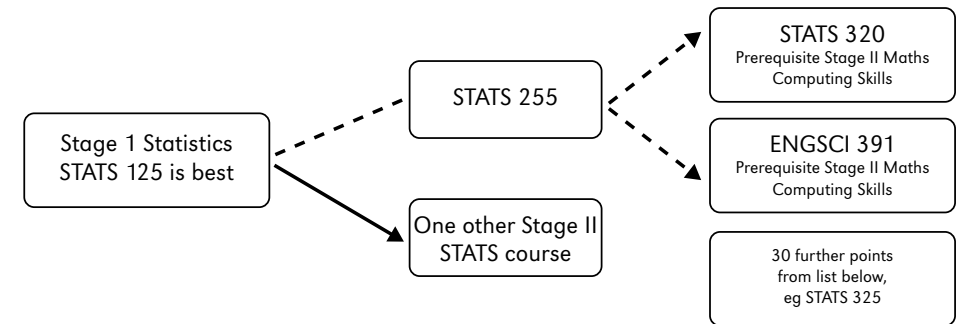 Stage 1 Statistics
STATS 125 is best
STATS 255
One other Stage II
STATS course
STATS 320
Prerequisite Stage II Maths
Computing Skills
ENGSCI 391
Prerequisite Stage II Maths
Computing Skills
30 further points
from list below,
eg STATS 325